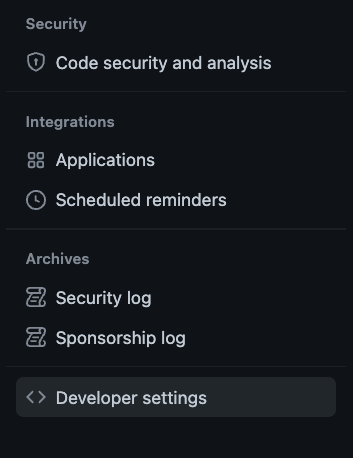 Security
Code security and analysis
Integrations
Applications
Scheduled reminders
Archives
Security log
Sponsorship log
Developer settings